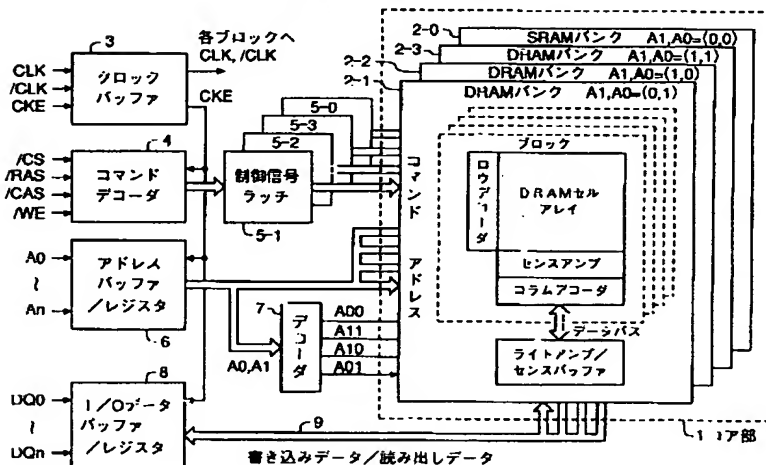 3
CLK
/CLK
CKE
クロック
バッファ
各ブロックへ
CLK, /CLK
CKE
4
/CS
/RAS
/CAS
/WE
コマンド
デコーダ
5-0
5-3
5-2
制御信号
ラッチ
5-1
A0
~
An
アドレス
バッファ
/レジスタ
6
7
デコーダ
A0,A1
A00
A11
A10
A01
8
DQ0
~
DQn
I/Oデータ
バッファ
/レジスタ
9
書き込みデータ/読み出しデータ
2-0
SRAMバンク A1,A0=(0,0)
2-3
DRAMバンク A1,A0=(1,1)
2-2
DRAMバンク A1,A0=(1,0)
2-1
DRAMバンク A1,A0=(0,1)
コマンド
アドレス
ブロック
ロウデコーダ
DRAMセル
アレイ
センスアンプ
コラムデコーダ
データバス
ライトアンプ/
センスバッファ
1
ア部